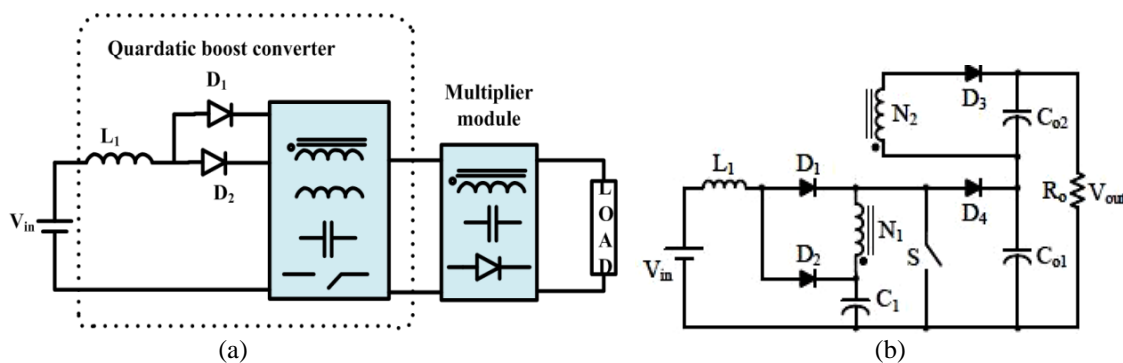 Quardatic boost converter
D1
L1
D2
Vin
Multiplier
module
LOAD
(a)
D3
N2
Co2
L1
D1
D4
Ro
Vout
N1
D2
S
Co1
Vin
C1
(b)